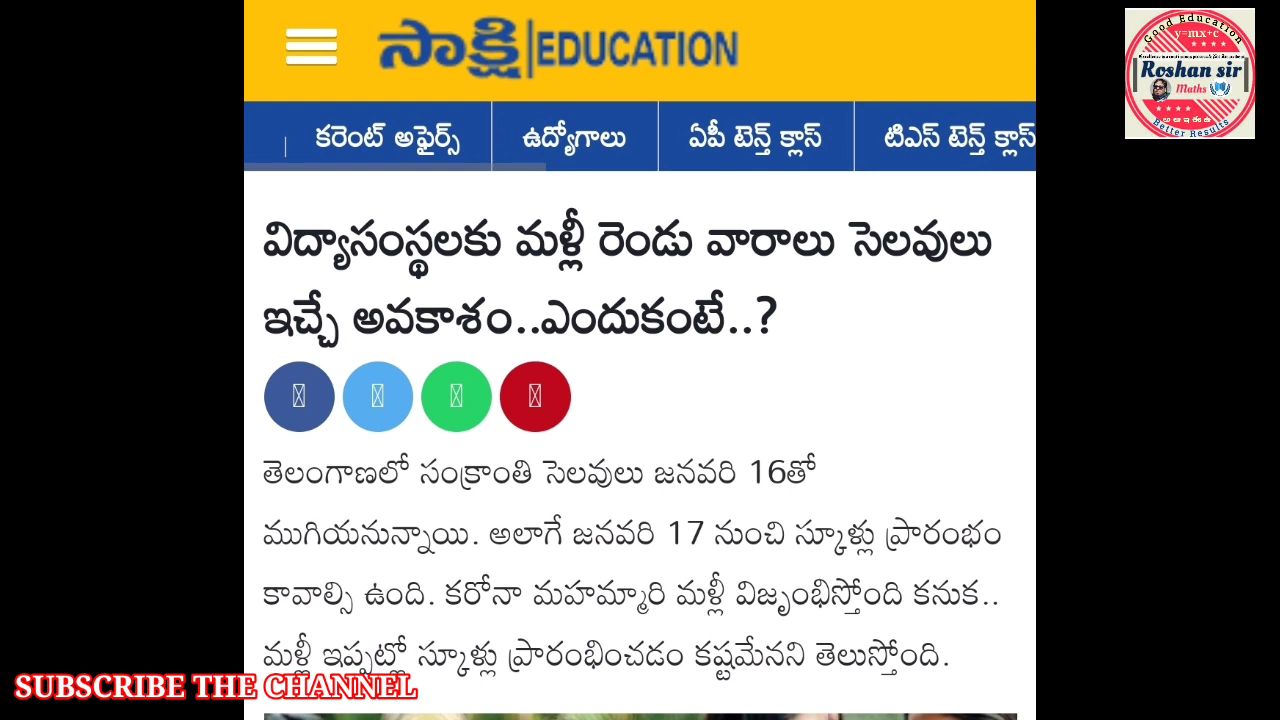 సాక్షి EDUCATION
కరెంట్ అఫైర్స్ ఉద్యోగాలు ఏపీ టెన్త్ క్లాస్ టిఎస్ టెన్త్ క్లాస్
విద్యాసంస్థలకు మళ్లీ రెండు వారాలు సెలవులు
ఇచ్చే అవకాశం..ఎందుకంటే..?
తెలంగాణలో సంక్రాంతి సెలవులు జనవరి 16తో
ముగియనున్నాయి. అలాగే జనవరి 17 నుంచి స్కూళ్లు ప్రారంభం
కావాల్సి ఉంది. కరోనా మహమ్మారి మళ్లీ విజృంభిస్తోంది కనుక..
మళ్లీ ఇప్పట్లో స్కూళ్లు ప్రారంభించడం కష్టమేనని తెలుస్తోంది.
SUBSCRIBE THE CHANNEL
Good Education
y=mx+c
Roshan sir
Maths
Better Results